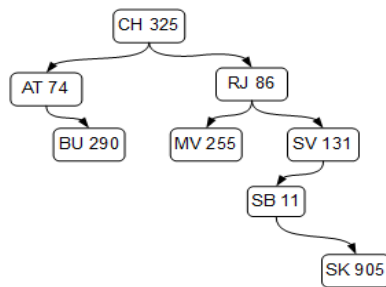 CH 325
AT 74
RJ 86
BU 290
MV 255
SV 131
SB 11
SK 905